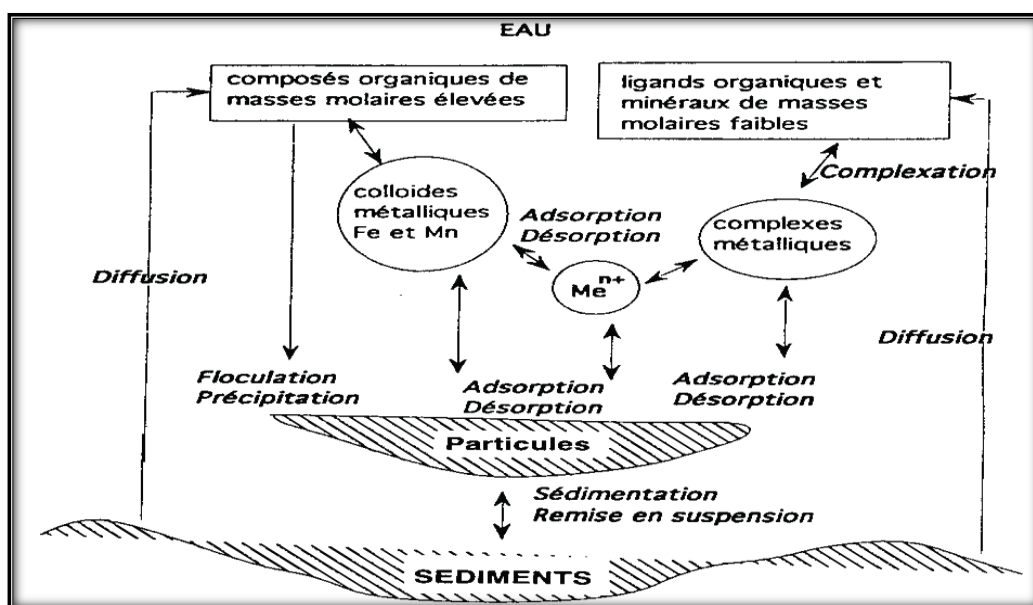 EAU
composés organiques de
masses molaires élevées
ligands organiques et
minéraux de masses
molaires faibles
Complexation
colloides
métalliques
Fe et Mn
Adsorption
Désorption
complexes
métalliques
Me^n+
Diffusion
Diffusion
Floculation
Précipitation
Adsorption
Désorption
Adsorption
Désorption
Particules
Sédimentation
Remise en suspension
SEDIMENTS